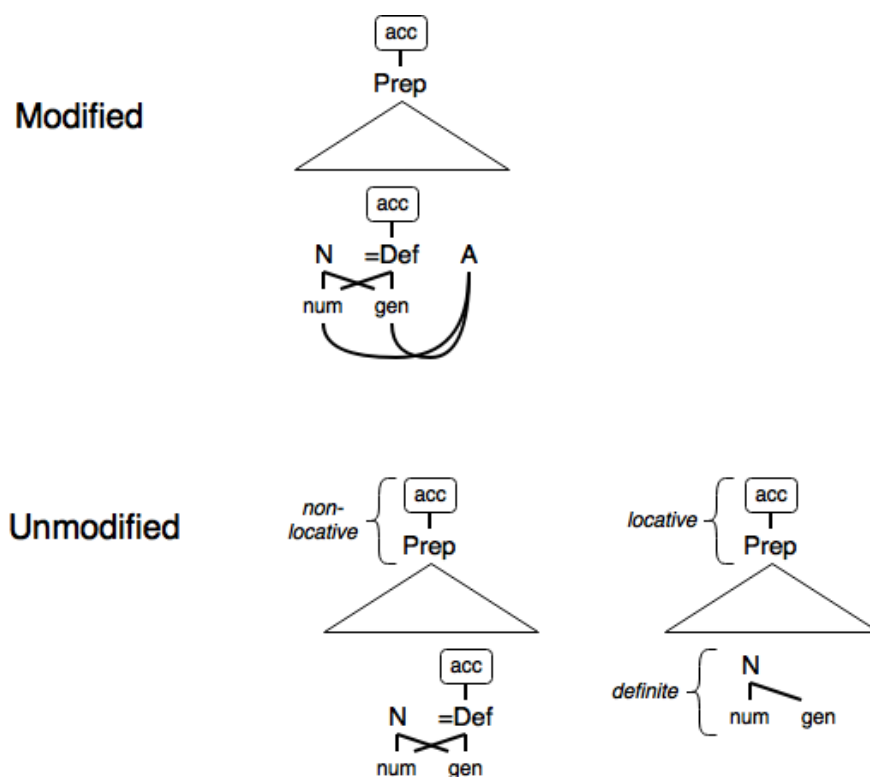 acc
Prep
Modified
acc
N =Def A
num gen
non-
locative
acc
Prep
locative
acc
Prep
Unmodified
acc
N =Def
num gen
definite
N
num gen